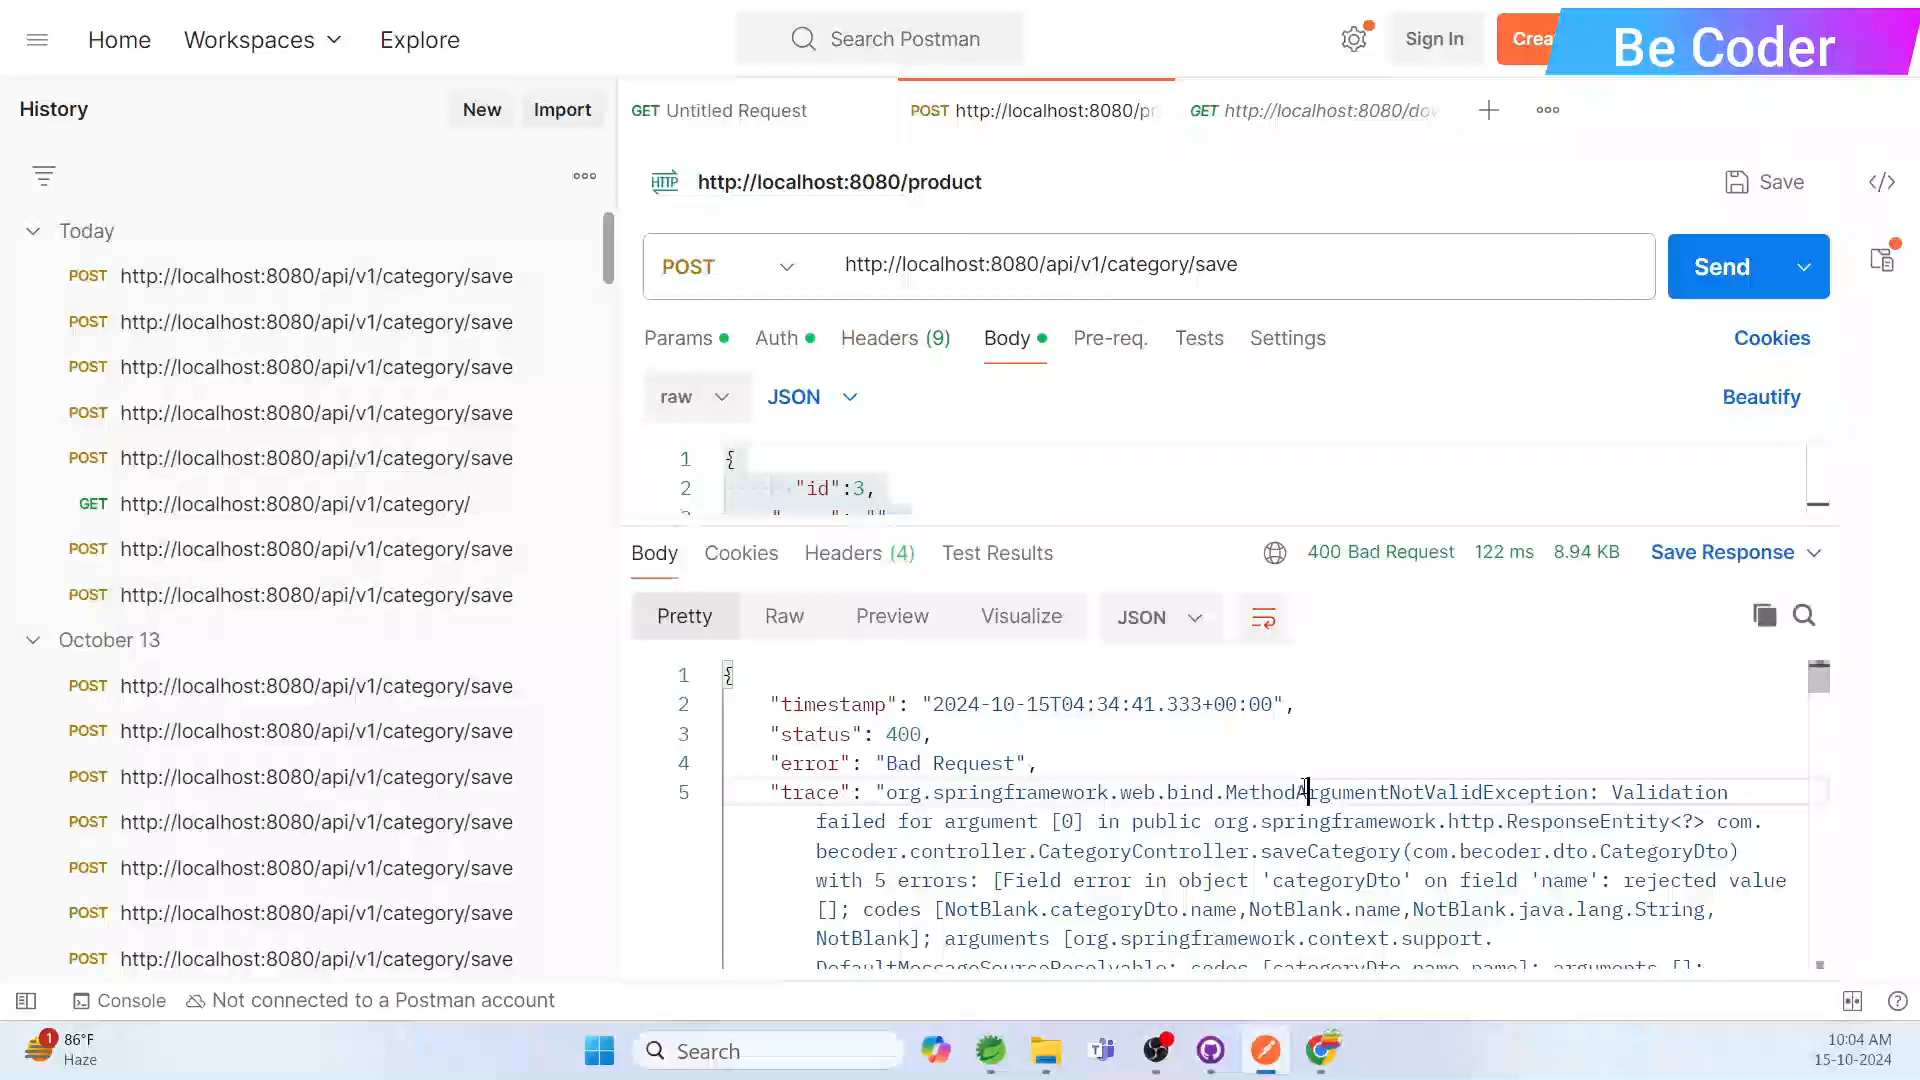 Home
Workspaces
Explore
Search Postman
Sign In
Crea
Be Coder
History
New
Import
GET Untitled Request
POST http://localhost:8080/pr
GET http://localhost:8080/dov
HTTP http://localhost:8080/product
Save
Today
POST http://localhost:8080/api/v1/category/save
POST http://localhost:8080/api/v1/category/save
POST http://localhost:8080/api/v1/category/save
POST http://localhost:8080/api/v1/category/save
POST http://localhost:8080/api/v1/category/save
GET http://localhost:8080/api/v1/category/
POST http://localhost:8080/api/v1/category/save
POST http://localhost:8080/api/v1/category/save
October 13
POST http://localhost:8080/api/v1/category/save
POST http://localhost:8080/api/v1/category/save
POST http://localhost:8080/api/v1/category/save
POST http://localhost:8080/api/v1/category/save
POST http://localhost:8080/api/v1/category/save
POST http://localhost:8080/api/v1/category/save
POST http://localhost:8080/api/v1/category/save
POST
http://localhost:8080/api/v1/category/save
Send
Params
Auth
Headers (9)
Body
Pre-req.
Tests
Settings
Cookies
raw
JSON
Beautify
1 {
2 "id":3,
Body
Cookies
Headers (4)
Test Results
400 Bad Request
122 ms
8.94 KB
Save Response
Pretty
Raw
Preview
Visualize
JSON
1 {
2 "timestamp": "2024-10-15T04:34:41.333+00:00",
3 "status": 400,
4 "error": "Bad Request",
5 "trace": "org.springframework.web.bind.MethodArgumentNotValidException: Validation
failed for argument [0] in public org.springframework.http.ResponseEntity<?> com.
becoder.controller.CategoryController.saveCategory(com.becoder.dto.CategoryDto)
with 5 errors: [Field error in object 'categoryDto' on field 'name': rejected value
[]; codes [NotBlank.categoryDto.name,NotBlank.name,NotBlank.java.lang.String,
NotBlank]; arguments [org.springframework.context.support.
DefaultMessageSourceResolvable: codes [categoryDto.name,name]; arguments [];
Console
Not connected to a Postman account
1
86°F
Haze
Search
10:04 AM
15-10-2024